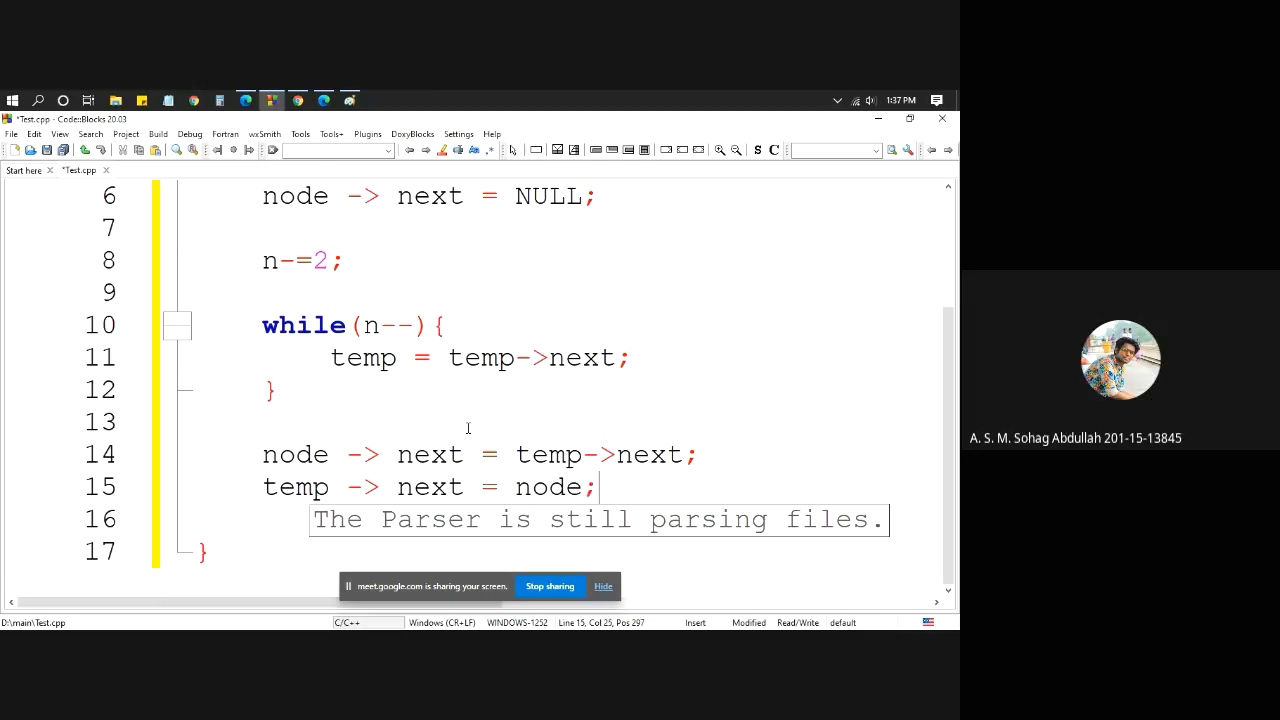 1:37 PM
*Test.cpp - Code::Blocks 20.03
File Edit View Search Project Build Debug Fortran wxSmith Tools Tools+ Plugins DoxyBlocks Settings Help
S C
Start here *Test.cpp
6 node -> next = NULL;
7
8 n-=2;
9
10 while(n--){
11 temp = temp->next;
12 }
13
14 node -> next = temp->next;
15 temp -> next = node;
16 The Parser is still parsing files.
17 }
meet.google.com is sharing your screen. Stop sharing Hide
D:\main\Test.cpp C/C++ Windows (CR+LF) WINDOWS-1252 Line 15, Col 25, Pos 297 Insert Modified Read/Write default
A. S. M. Sohag Abdullah 201-15-13845